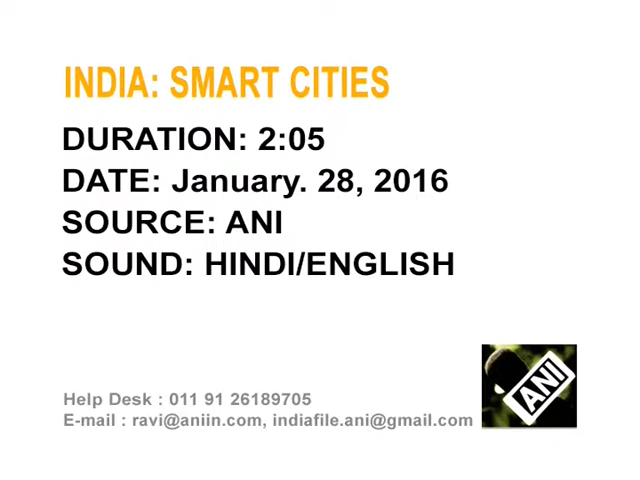 INDIA: SMART CITIES
DURATION: 2:05
DATE: January. 28, 2016
SOURCE: ANI
SOUND: HINDI/ENGLISH
Help Desk : 011 91 26189705
E-mail : ravi@aniin.com, indiafile.ani@gmail.com
ANI